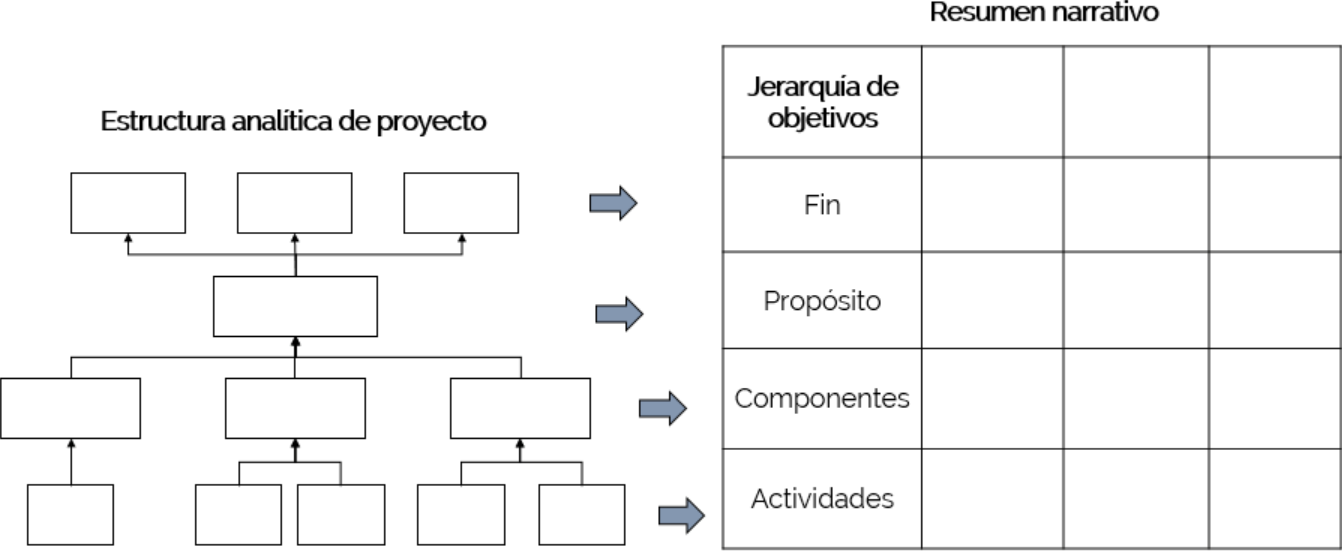 Resumen narrativo
Estructura analítica de proyecto
Jerarquía de
objetivos
Fin
Propósito
Componentes
Actividades